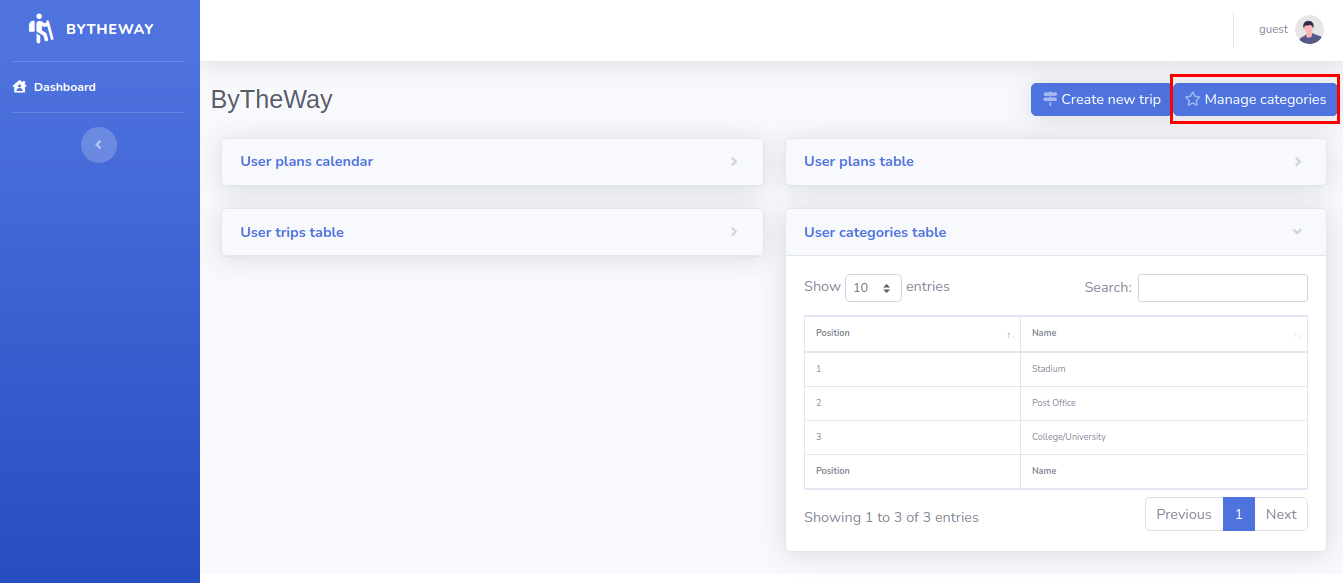 BYTHEWAY
guest
Dashboard
ByTheWay
Create new trip
Manage categories
User plans calendar
User plans table
User trips table
User categories table
Show 10 entries
Search:
Position Name
1 Stadium
2 Post Office
3 College/University
Position Name
Showing 1 to 3 of 3 entries
Previous 1 Next